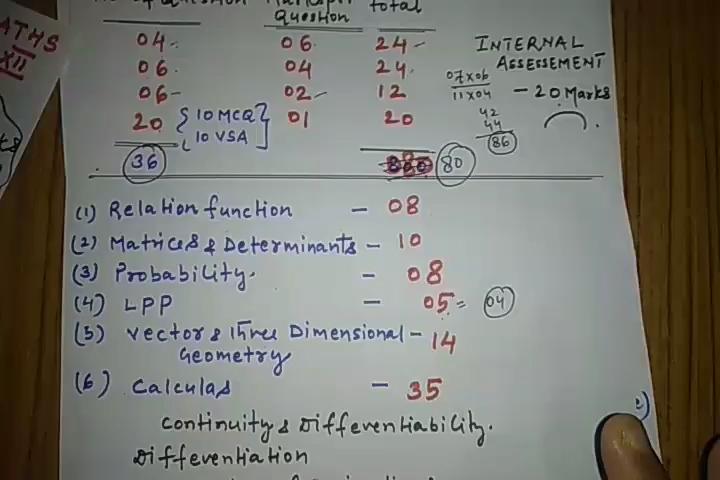 ATHS
XII
Question
total
04 06 24
06 04 24
06 02 12
20 { 10 MCQ 10 VSA } 01 20
36 80
INTERNAL
ASSESSEMENT
07x06
11x04
- 20 Marks
42
44
86
(1) Relation function - 08
(2) Matrices & Determinants - 10
(3) Probability. - 08
(4) LPP - 05 = 04
(5) Vector & Three Dimensional - 14
Geometry
(6) Calculas - 35
Continuity & Differentiability.
Differentiation